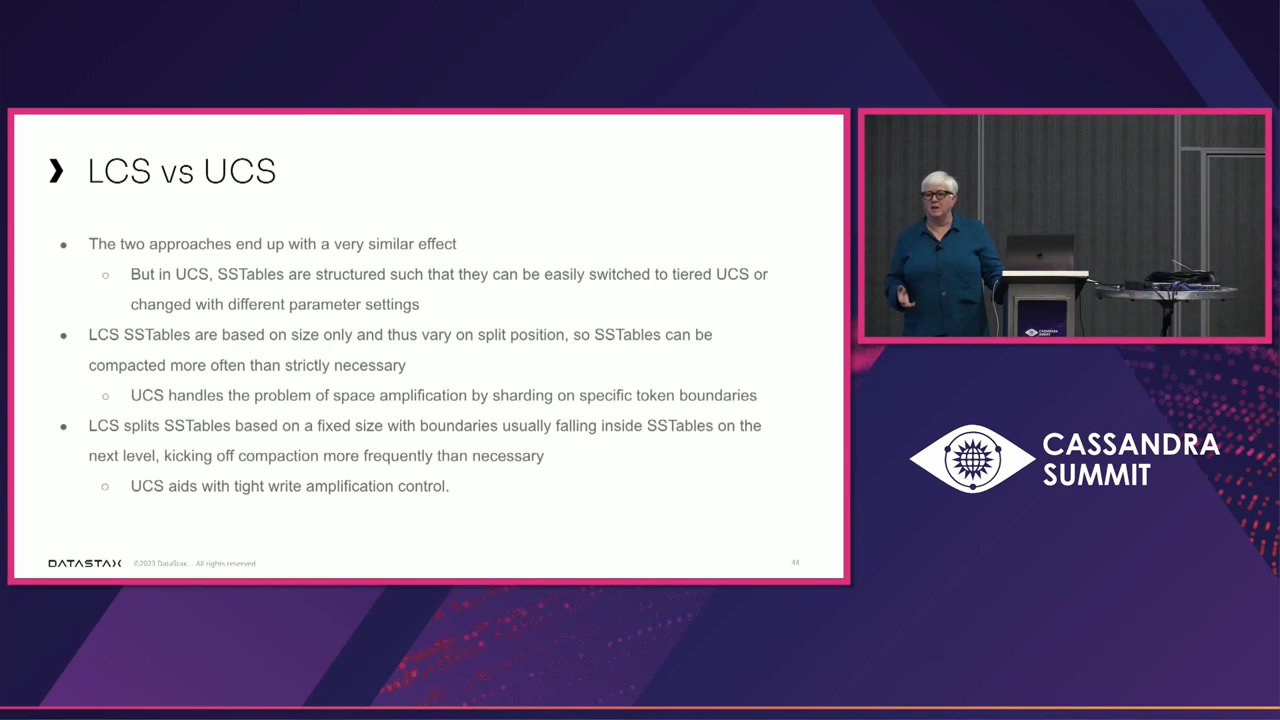 LCS vs UCS
● The two approaches end up with a very similar effect
○ But in UCS, SSTables are structured such that they can be easily switched to tiered UCS or
changed with different parameter settings
● LCS SSTables are based on size only and thus vary on split position, so SSTables can be
compacted more often than strictly necessary
○ UCS handles the problem of space amplification by sharding on specific token boundaries
● LCS splits SSTables based on a fixed size with boundaries usually falling inside SSTables on the
next level, kicking off compaction more frequently than necessary
○ UCS aids with tight write amplification control.
DATASTAX ©2023 DataStax. - All rights reserved 44
CASSANDRA
SUMMIT